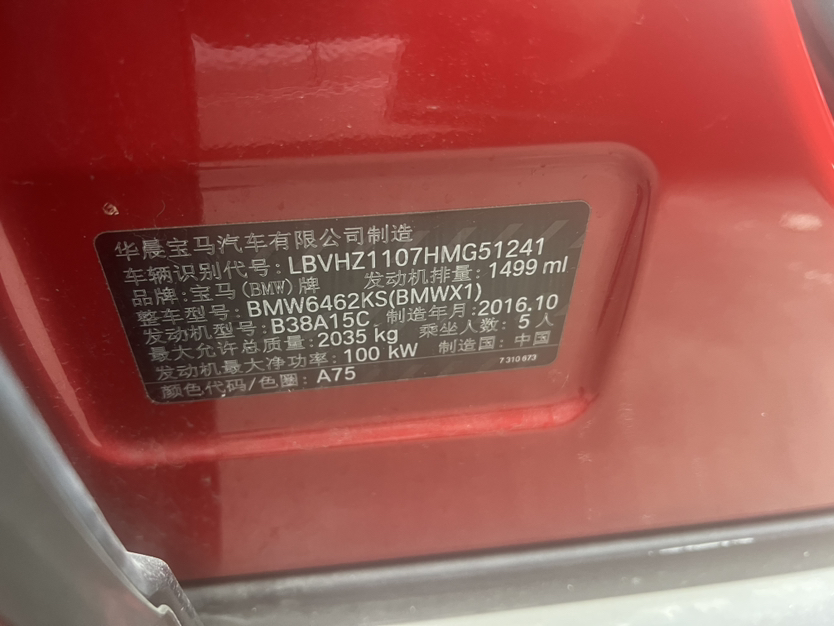 华晨宝马汽车有限公司制造
车辆识别代号:LBVHZ1107HMG51241
品牌:宝马(BMW)牌 发动机排量:1499 ml
整车型号:BMW6462KS(BMWX1)
发动机型号:B38A15C 制造年月:2016.10
最大允许总质量:2035 kg 乘坐人数:5 人
发动机最大净功率:100 kW 制造国:中国
颜色代码/色圈:A75 7 310 673